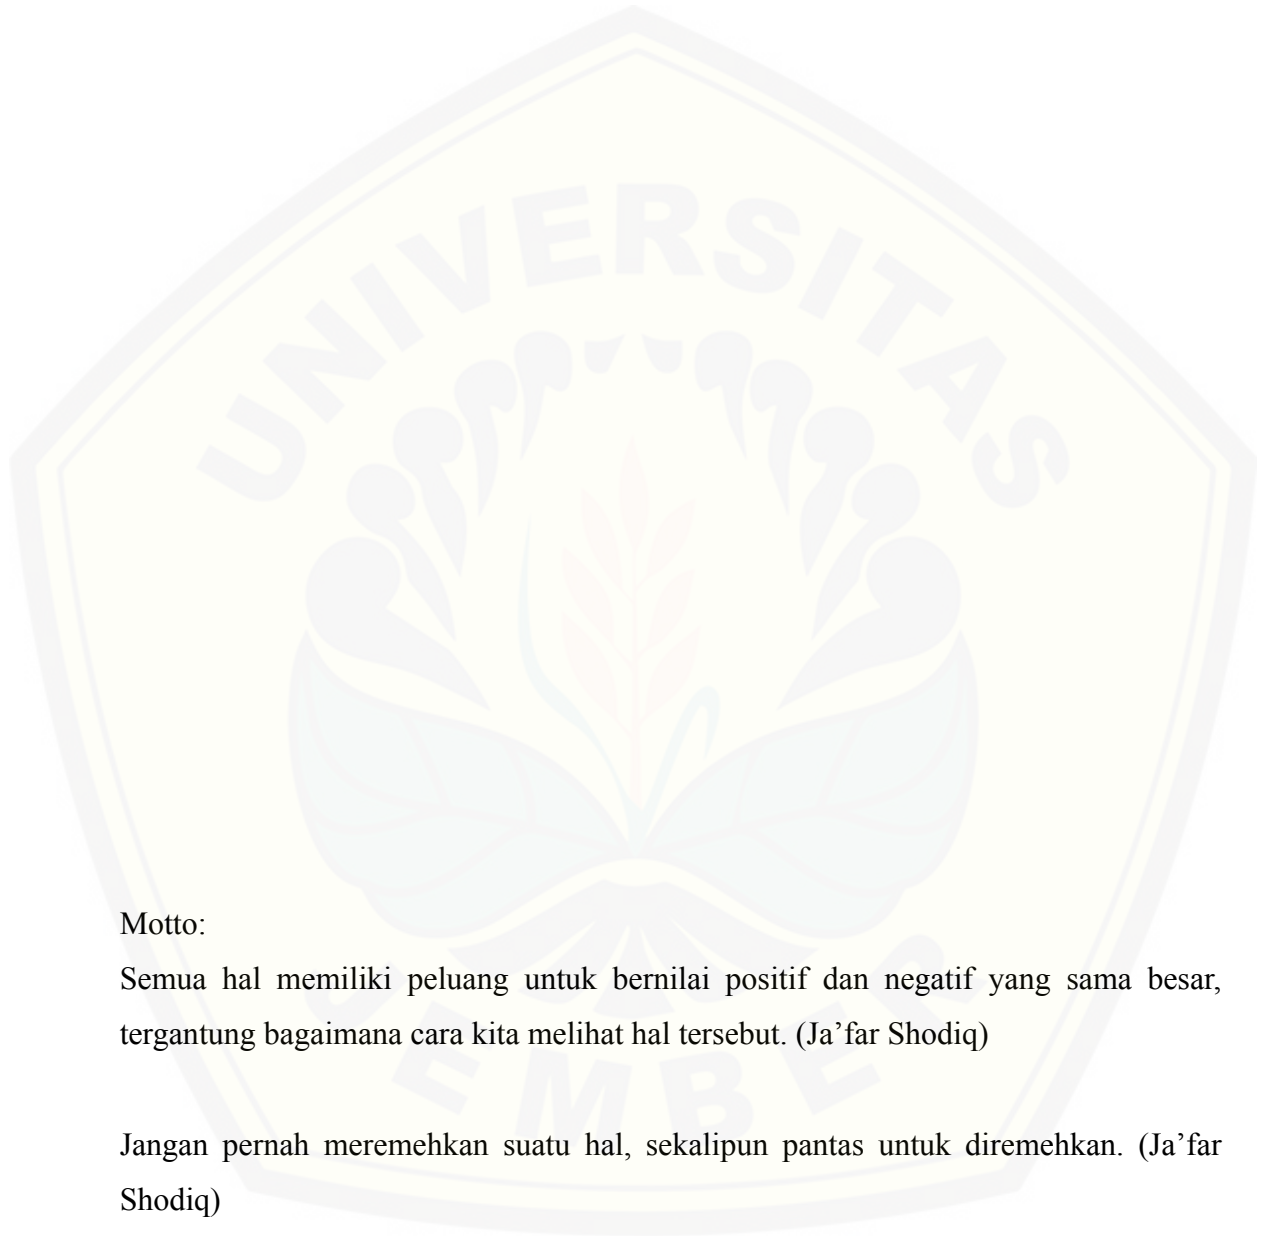 UNIVERSITAS
Motto:
Semua hal memiliki peluang untuk bernilai positif dan negatif yang sama besar,
tergantung bagaimana cara kita melihat hal tersebut. (Ja’far Shodiq)
JEMBER
Jangan pernah meremehkan suatu hal, sekalipun pantas untuk diremehkan. (Ja’far
Shodiq)